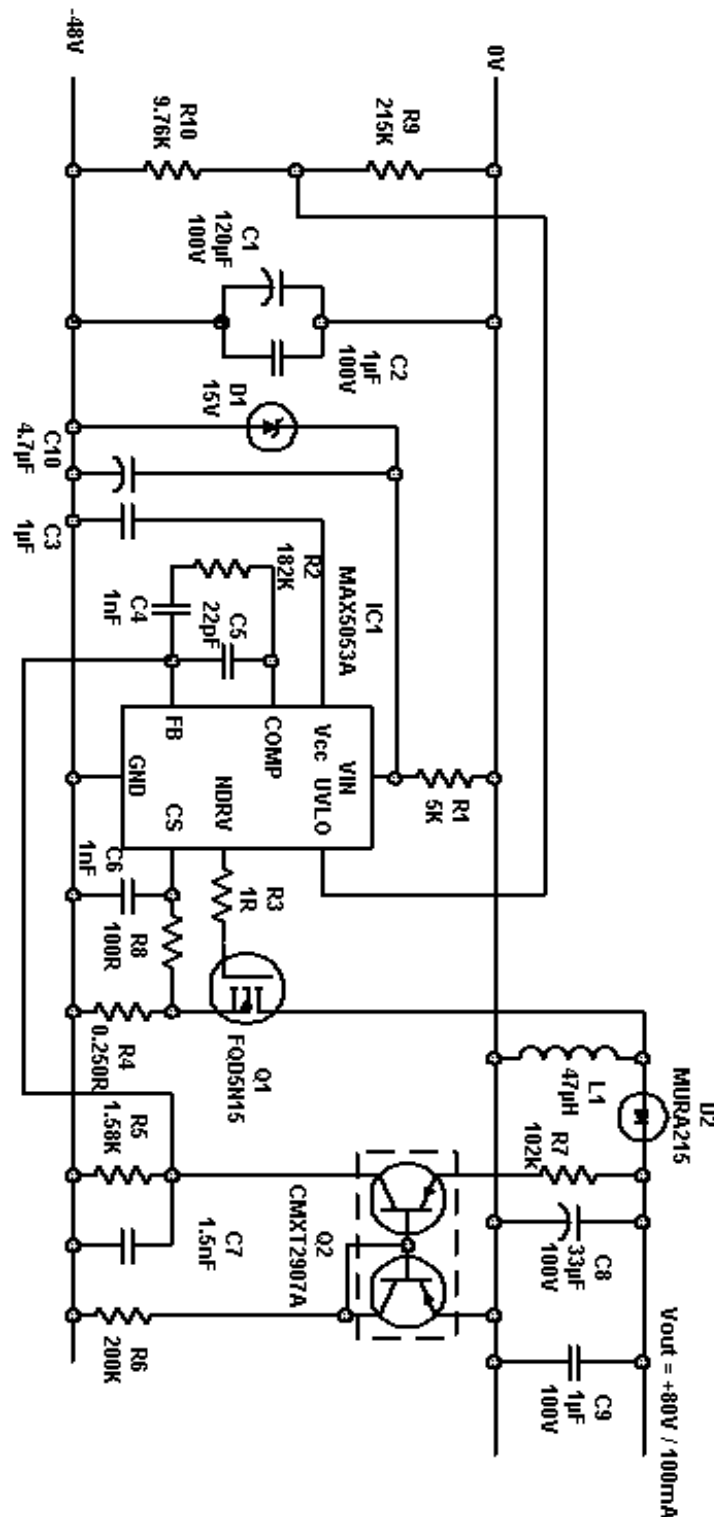 -48V
0V
R10
9.76K
R9
215K
C1
120µF
100V
C2
1µF
100V
D1
15V
C10
4.7µF
C3
1µF
R2
182K
C4
1nF
C5
22pF
IC1
MAX5053A
FB
COMP
Vcc
UVLO
VIN
GND
CS
NDRV
R1
5K
C6
1nF
R8
100R
R3
1R
R4
0.250R
Q1
FQD5N15
L1
47µH
D2
MURA215
R5
1.58K
R7
102k
C7
1.5nF
Q2
CMXT2907A
C8
33µF
100V
R6
200K
C9
1µF
100V
Vout = +80V / 100mA